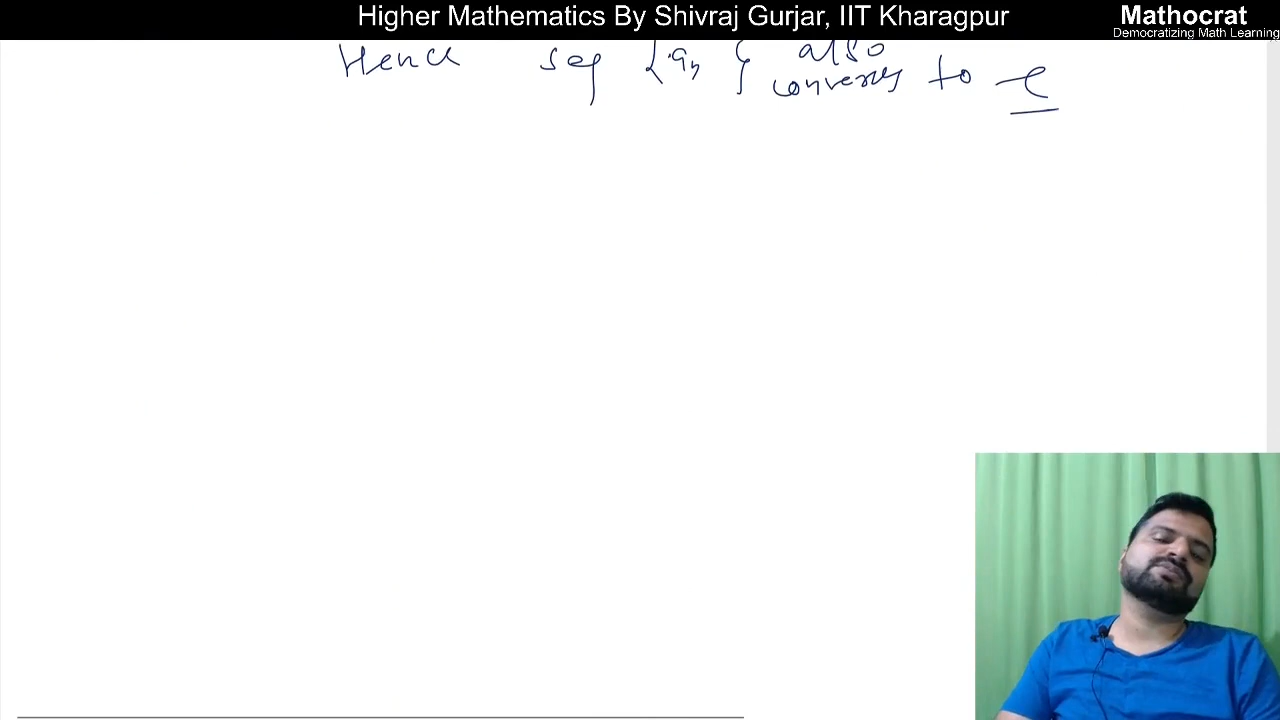 Higher Mathematics By Shivraj Gurjar, IIT Kharagpur
Mathocrat
Democratizing Math Learning
Hence seq {an} also
converges to